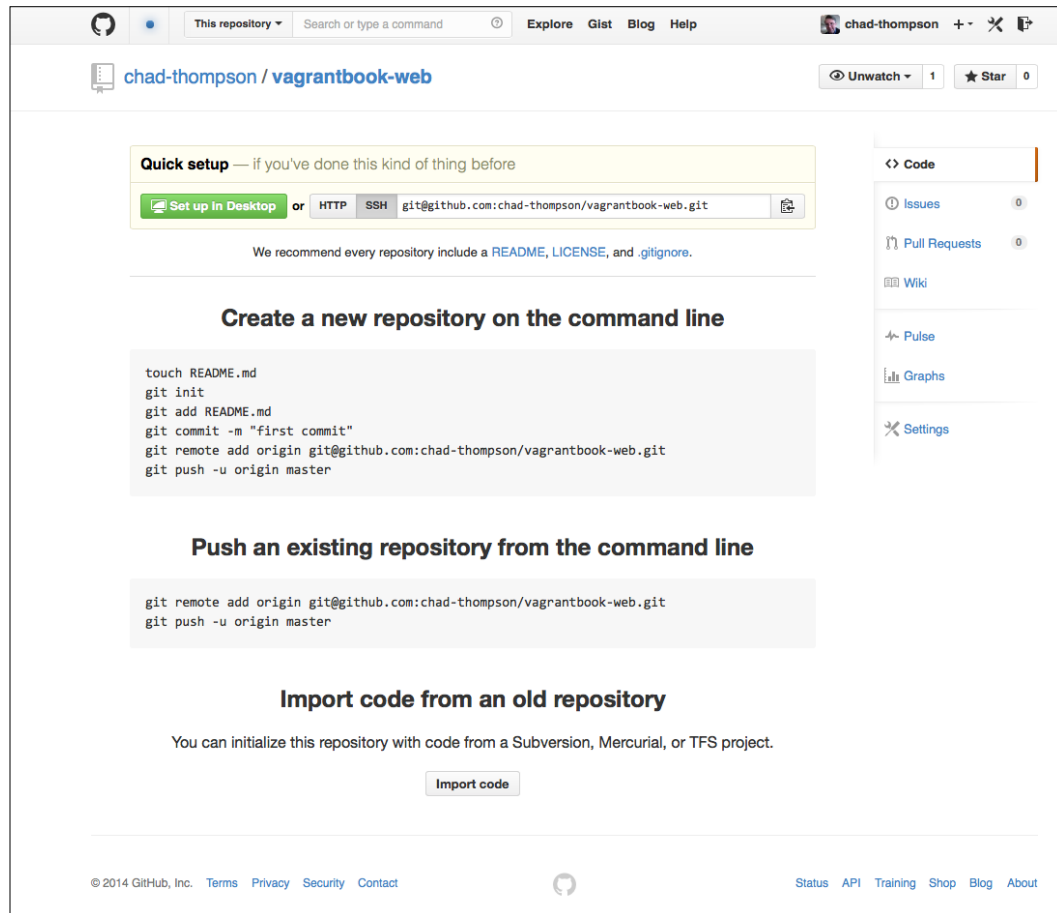 This repository Search or type a command Explore Gist Blog Help chad-thompson
chad-thompson / vagrantbook-web Unwatch 1 Star 0
Quick setup — if you've done this kind of thing before
Set up in Desktop or HTTP SSH git@github.com:chad-thompson/vagrantbook-web.git
We recommend every repository include a README, LICENSE, and .gitignore.
Create a new repository on the command line
touch README.md
git init
git add README.md
git commit -m "first commit"
git remote add origin git@github.com:chad-thompson/vagrantbook-web.git
git push -u origin master
Push an existing repository from the command line
git remote add origin git@github.com:chad-thompson/vagrantbook-web.git
git push -u origin master
Import code from an old repository
You can initialize this repository with code from a Subversion, Mercurial, or TFS project.
Import code
Code
Issues 0
Pull Requests 0
Wiki
Pulse
Graphs
Settings
© 2014 GitHub, Inc. Terms Privacy Security Contact Status API Training Shop Blog About